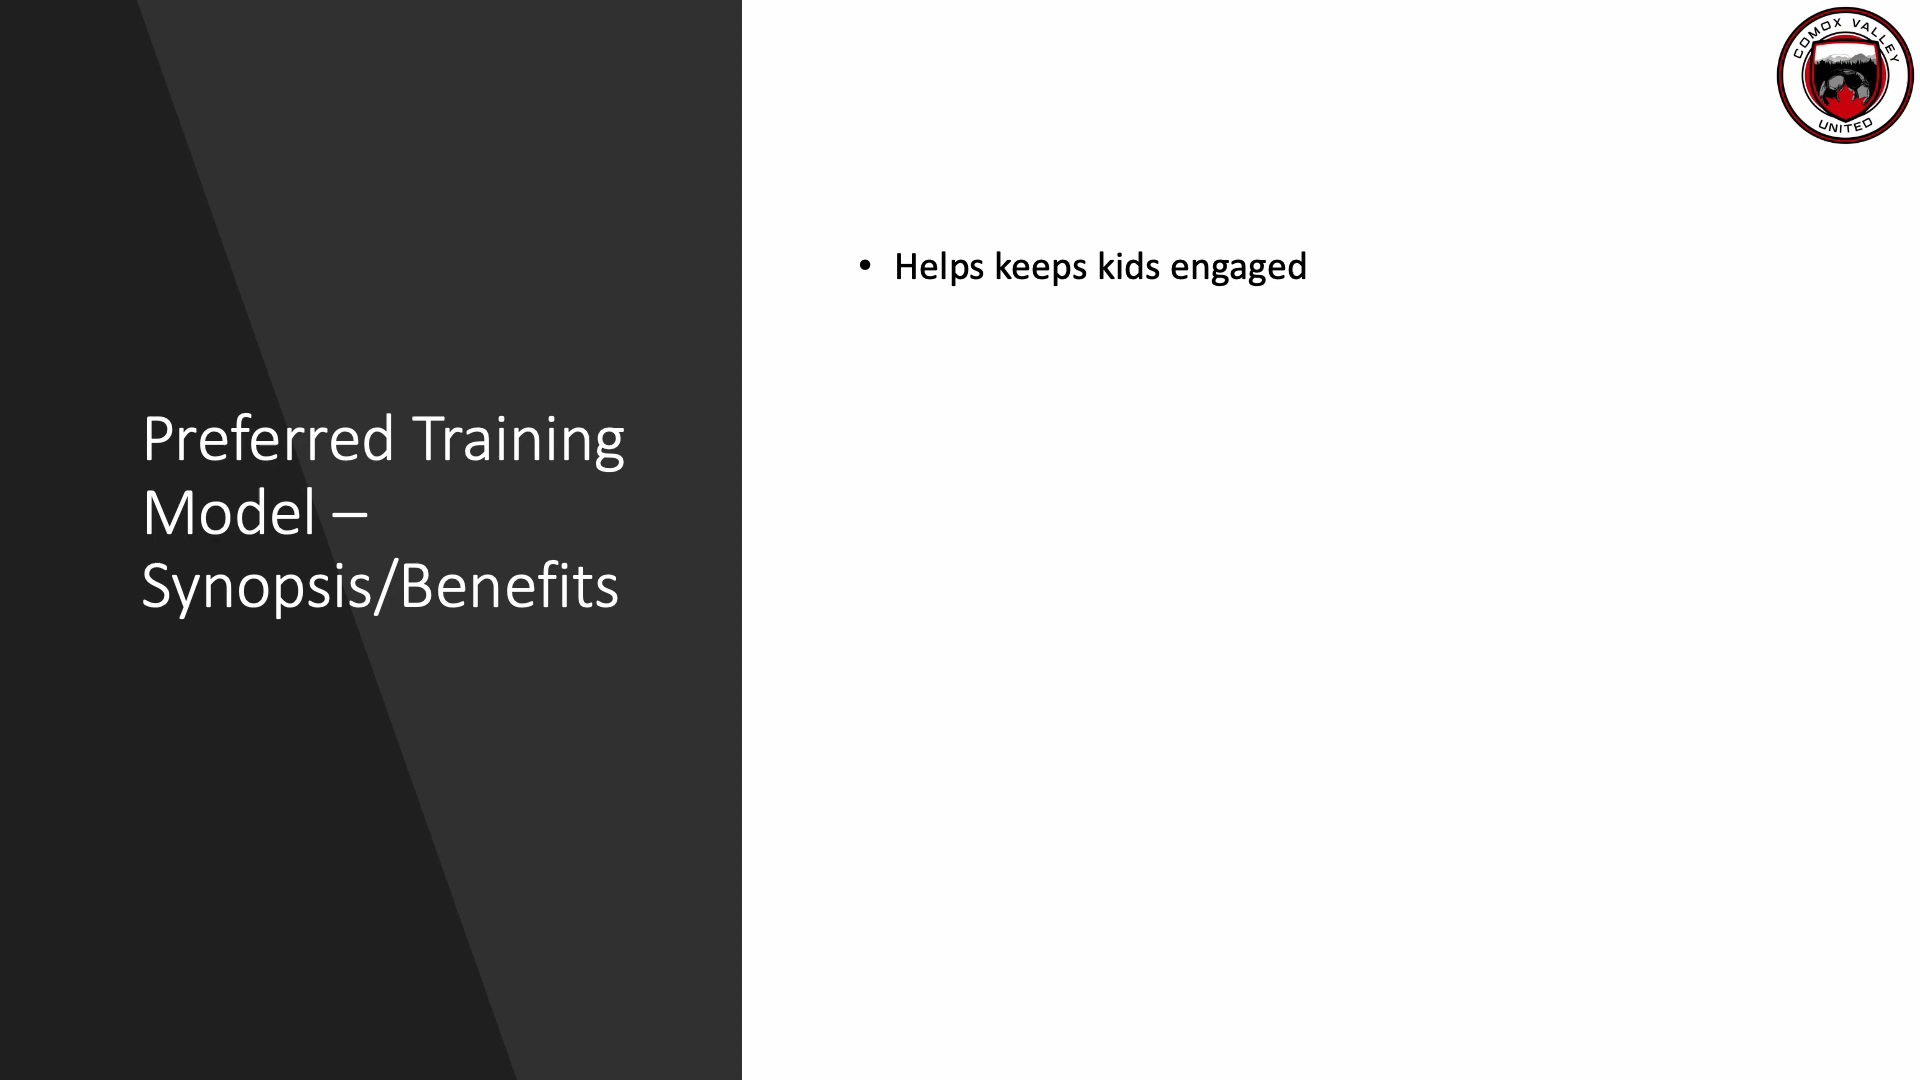 COMOX VALLEY
UNITED
Preferred Training
Model –
Synopsis/Benefits
• Helps keeps kids engaged